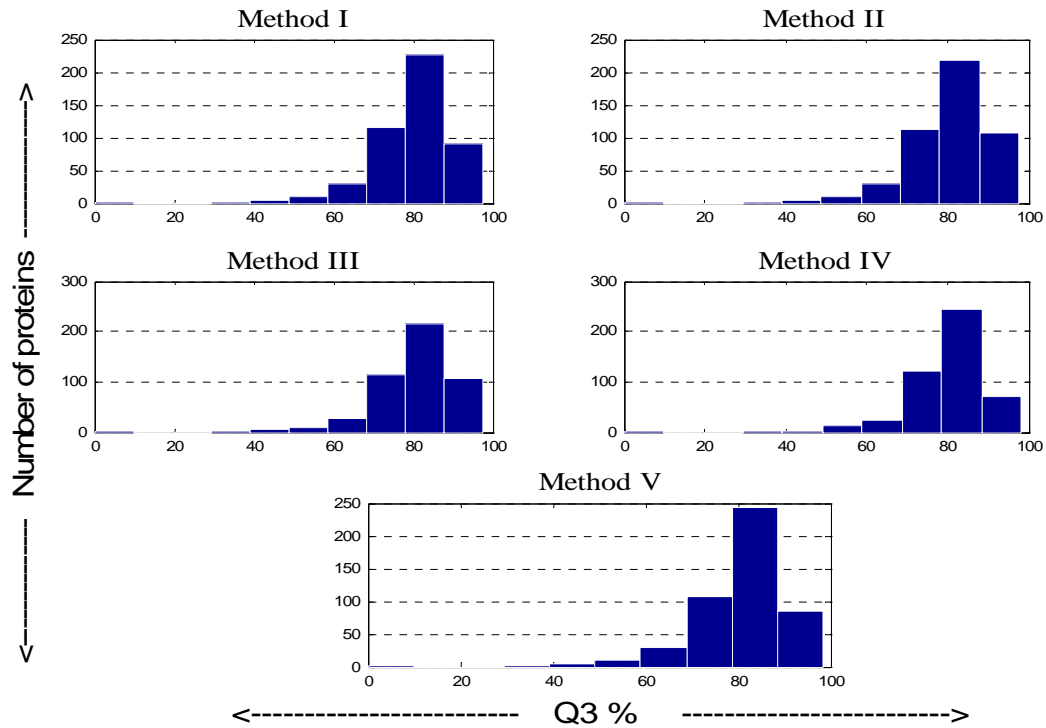 Method I
250
200
150
100
50
0
0 20 40 60 80 100
Method II
250
200
150
100
50
0
0 20 40 60 80 100
Method III
300
200
100
0
0 20 40 60 80 100
Method IV
300
200
100
0
0 20 40 60 80 100
Method V
250
200
150
100
50
0
0 20 40 60 80 100
<-------- Number of proteins -------->
<--------------------------- Q3 % --------------------------->